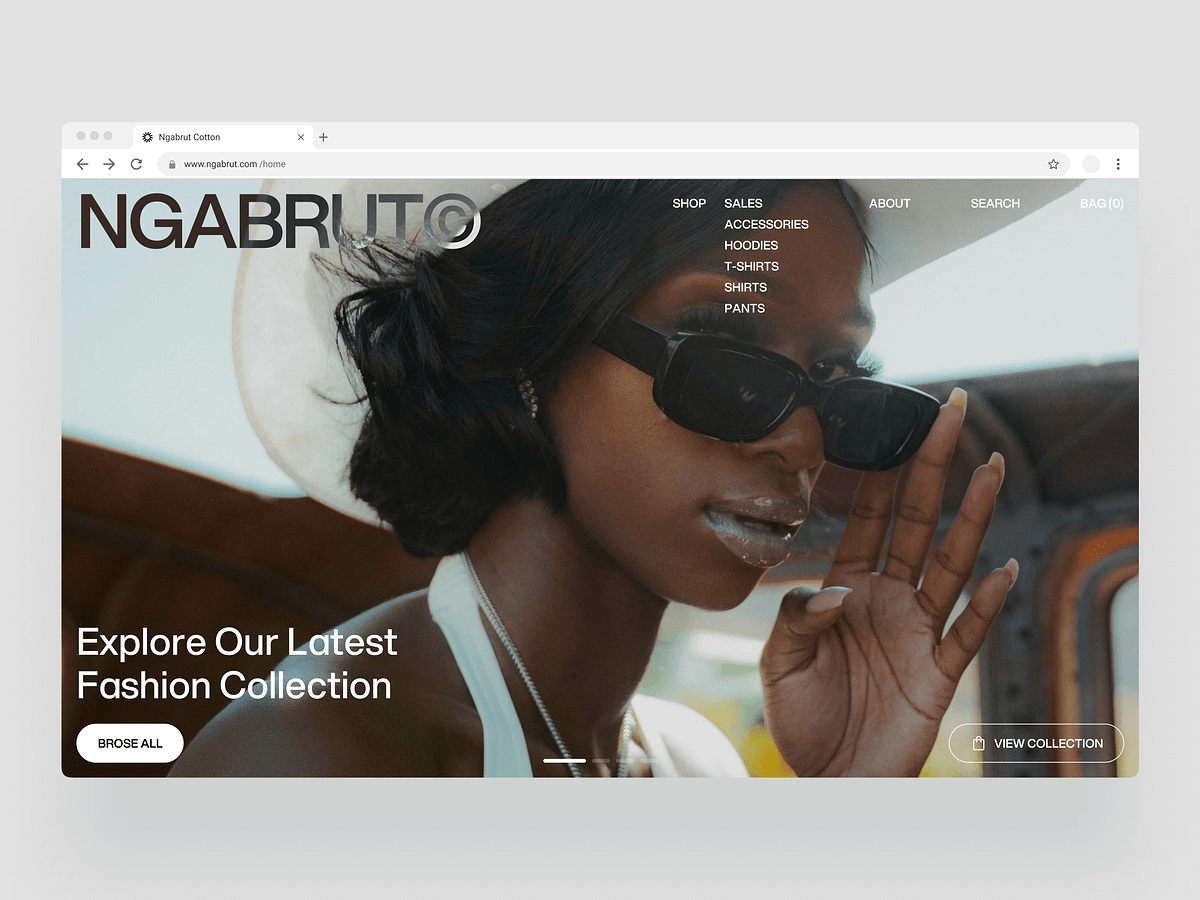 Ngabrut Cotton
www.ngabrut.com /home
NGABRUT©
SHOP
SALES
ACCESSORIES
HOODIES
T-SHIRTS
SHIRTS
PANTS
ABOUT
SEARCH
BAG (0)
Explore Our Latest
Fashion Collection
BROSE ALL
VIEW COLLECTION